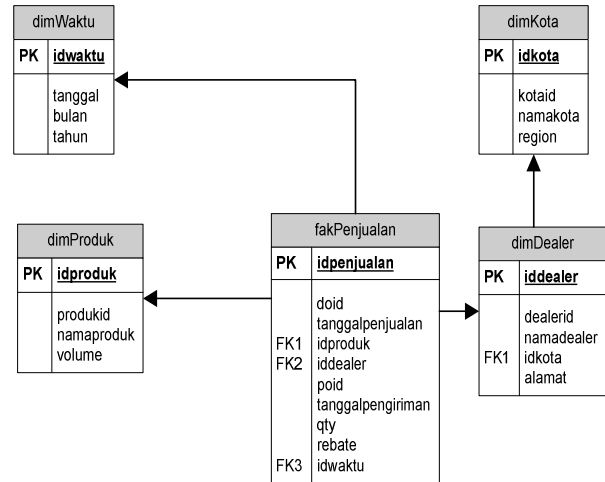 dimWaktu
PK idwaktu
tanggal
bulan
tahun
dimKota
PK idkota
kotaid
namakota
region
dimProduk
PK idproduk
produkid
namaproduk
volume
fakPenjualan
PK idpenjualan
doid
tanggalpenjualan
FK1 idproduk
FK2 iddealer
poid
tanggalpengiriman
qty
rebate
FK3 idwaktu
dimDealer
PK iddealer
dealerid
namadealer
FK1 idkota
alamat